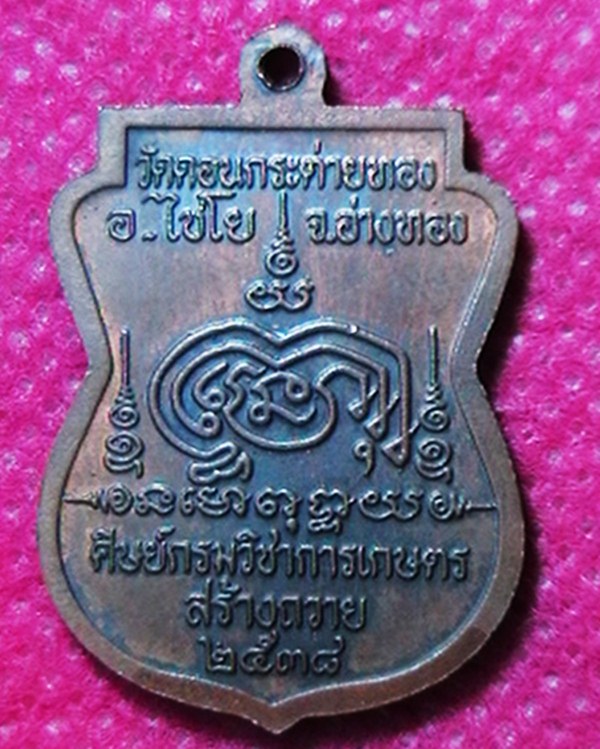 วัดดอนกระต่ายทอง
อ.ไชโย จ.อ่างทอง
ศิษย์กรมวิชาการเกษตร
สร้างถวาย
๒๕๓๘